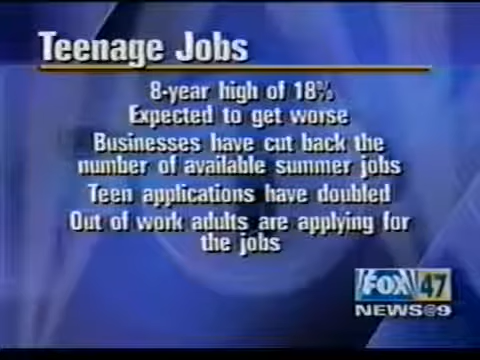 Teenage Jobs
8-year high of 18%
Expected to get worse
Businesses have cut back the
number of available summer jobs
Teen applications have doubled
Out of work adults are applying for
the jobs
FOX 47
NEWS@9